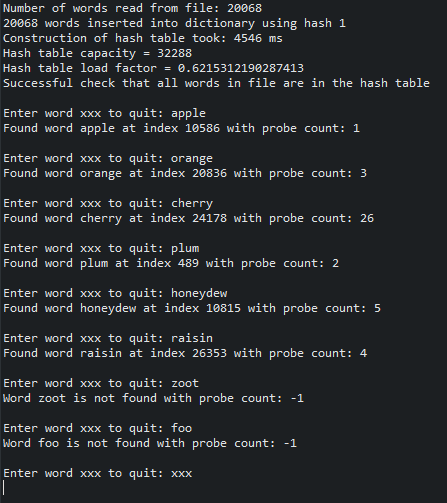 Number of words read from file: 20068
20068 words inserted into dictionary using hash 1
Construction of hash table took: 4546 ms
Hash table capacity = 32288
Hash table load factor = 0.6215312190287413
Successful check that all words in file are in the hash table
Enter word xxx to quit: apple
Found word apple at index 10586 with probe count: 1
Enter word xxx to quit: orange
Found word orange at index 20836 with probe count: 3
Enter word xxx to quit: cherry
Found word cherry at index 24178 with probe count: 26
Enter word xxx to quit: plum
Found word plum at index 489 with probe count: 2
Enter word xxx to quit: honeydew
Found word honeydew at index 10815 with probe count: 5
Enter word xxx to quit: raisin
Found word raisin at index 26353 with probe count: 4
Enter word xxx to quit: zoot
Word zoot is not found with probe count: -1
Enter word xxx to quit: foo
Word foo is not found with probe count: -1
Enter word xxx to quit: xxx